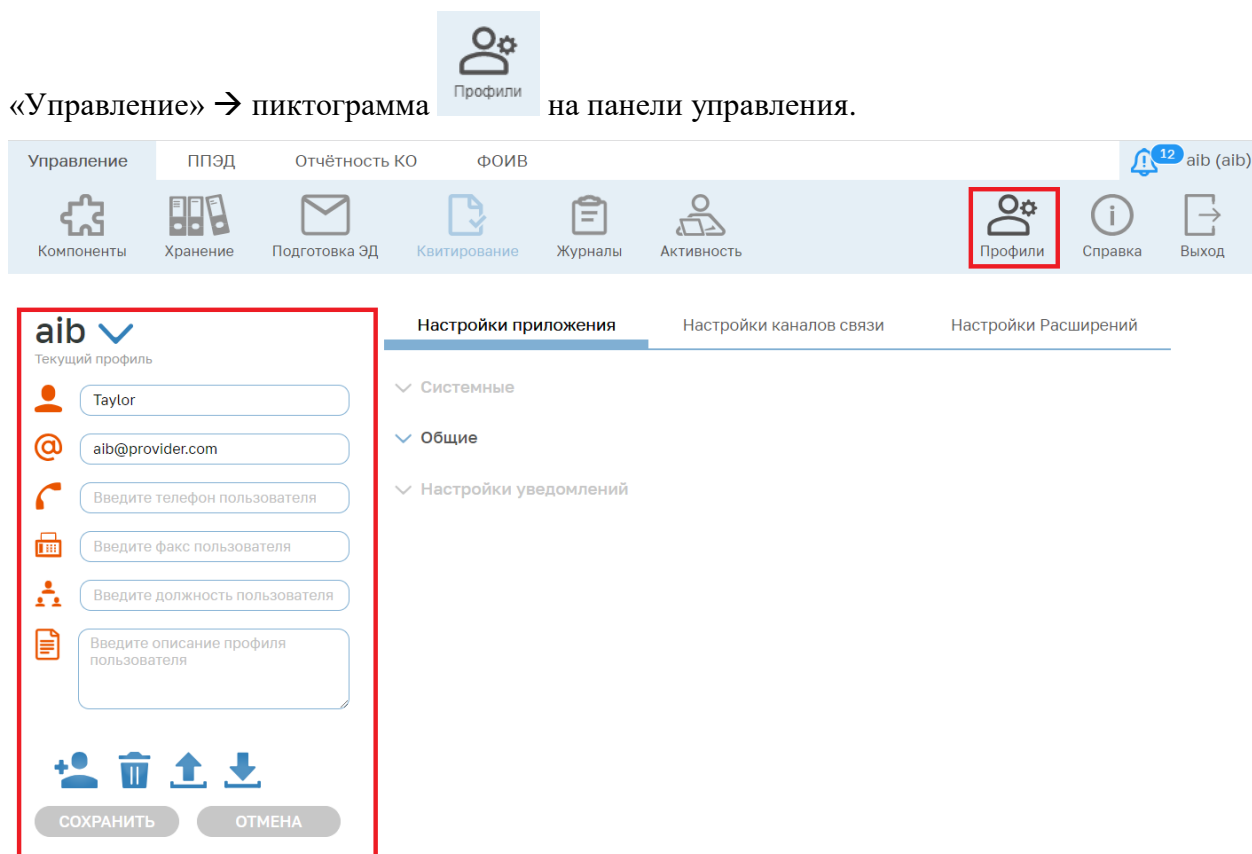 Профили
«Управление» → пиктограмма на панели управления.
Управление ППЭД Отчётность КО ФОИВ 12 aib (aib)
Компоненты Хранение Подготовка ЭД Квитирование Журналы Активность Профили Справка Выход
aib
Текущий профиль
Taylor
aib@provider.com
Введите телефон пользователя
Введите факс пользователя
Введите должность пользователя
Введите описание профиля
пользователя
СОХРАНИТЬ ОТМЕНА
Настройки приложения Настройки каналов связи Настройки Расширений
Системные
Общие
Настройки уведомлений